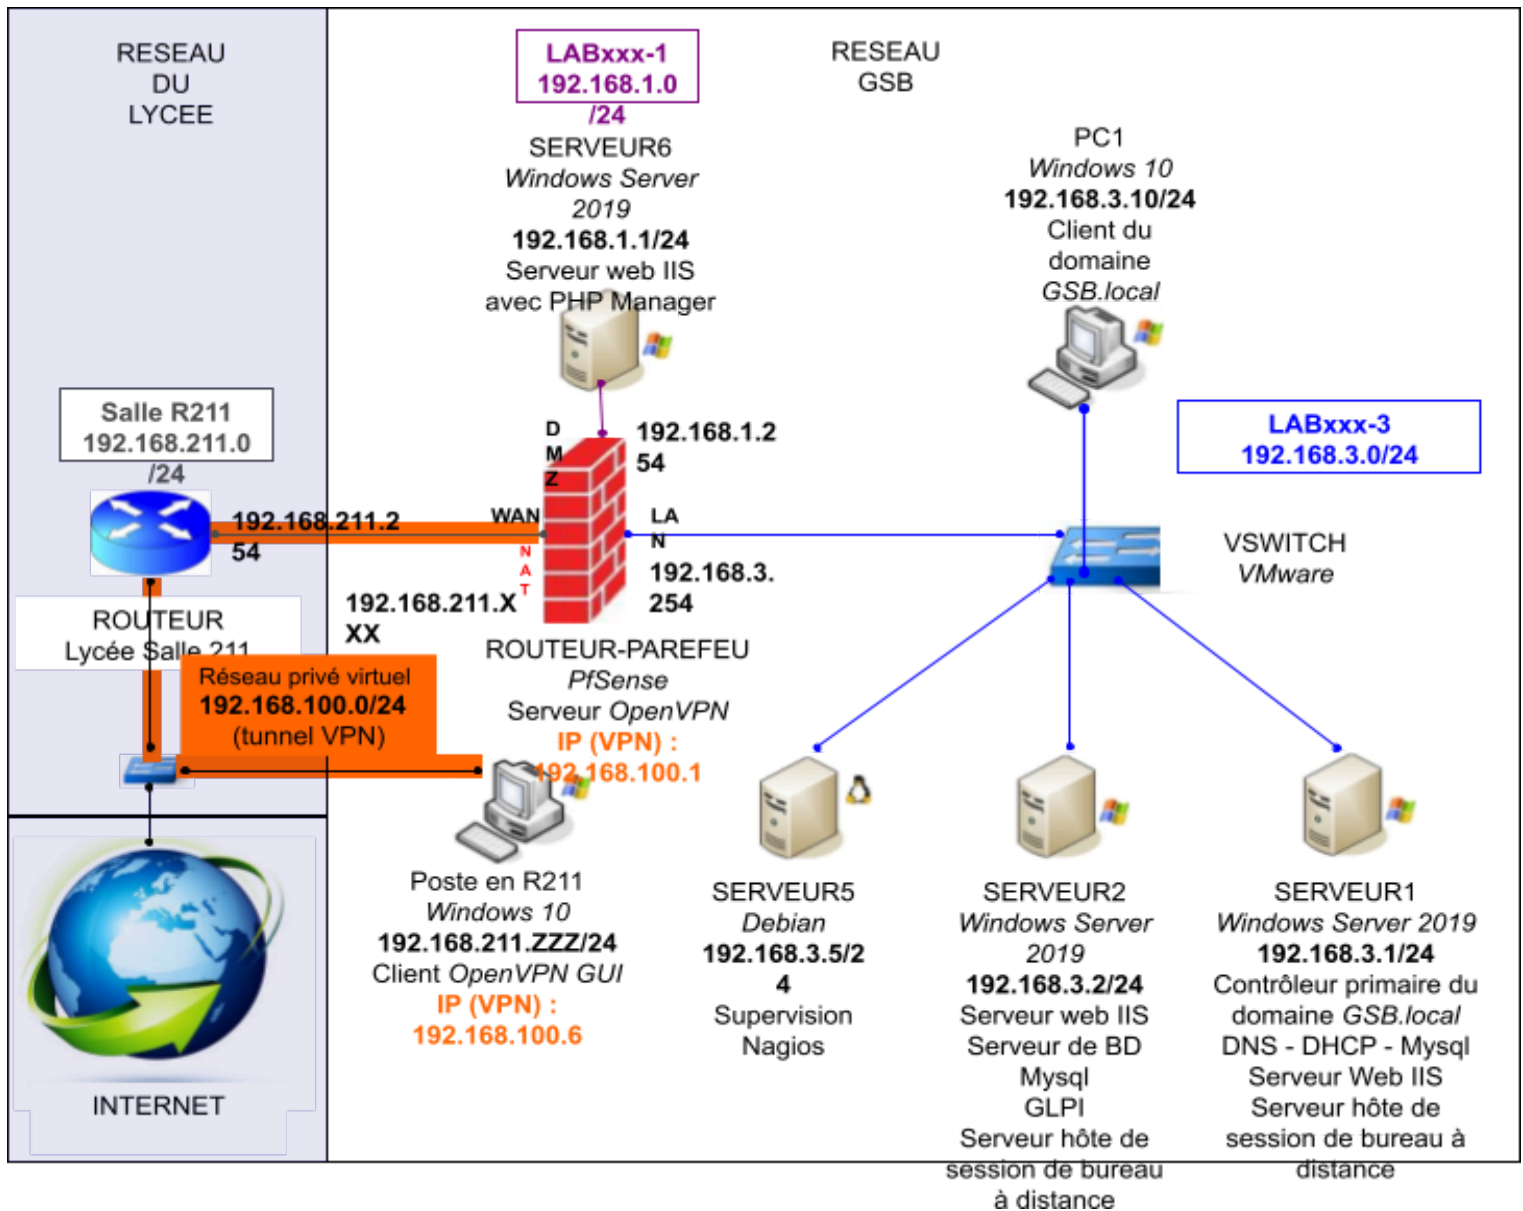 RESEAU
DU
LYCEE
LABxxx-1
192.168.1.0
/24
RESEAU
GSB
SERVEUR6
Windows Server
2019
192.168.1.1/24
Serveur web IIS
avec PHP Manager
PC1
Windows 10
192.168.3.10/24
Client du
domaine
GSB.local
Salle R211
192.168.211.0
/24
LABxxx-3
192.168.3.0/24
D
M
Z
192.168.1.2
54
192.168.211.2
54
WAN
N
A
T
LA
N
192.168.3.
254
192.168.211.X
XX
VSWITCH
VMware
ROUTEUR
Lycée Salle 211
Réseau privé virtuel
192.168.100.0/24
(tunnel VPN)
ROUTEUR-PAREFEU
PfSense
Serveur OpenVPN
IP (VPN) :
192.168.100.1
Poste en R211
Windows 10
192.168.211.ZZZ/24
Client OpenVPN GUI
IP (VPN) :
192.168.100.6
SERVEUR5
Debian
192.168.3.5/2
4
Supervision
Nagios
SERVEUR2
Windows Server
2019
192.168.3.2/24
Serveur web IIS
Serveur de BD
Mysql
GLPI
Serveur hôte de
session de bureau
à distance
SERVEUR1
Windows Server 2019
192.168.3.1/24
Contrôleur primaire du
domaine GSB.local
DNS - DHCP - Mysql
Serveur Web IIS
Serveur hôte de
session de bureau à
distance
INTERNET